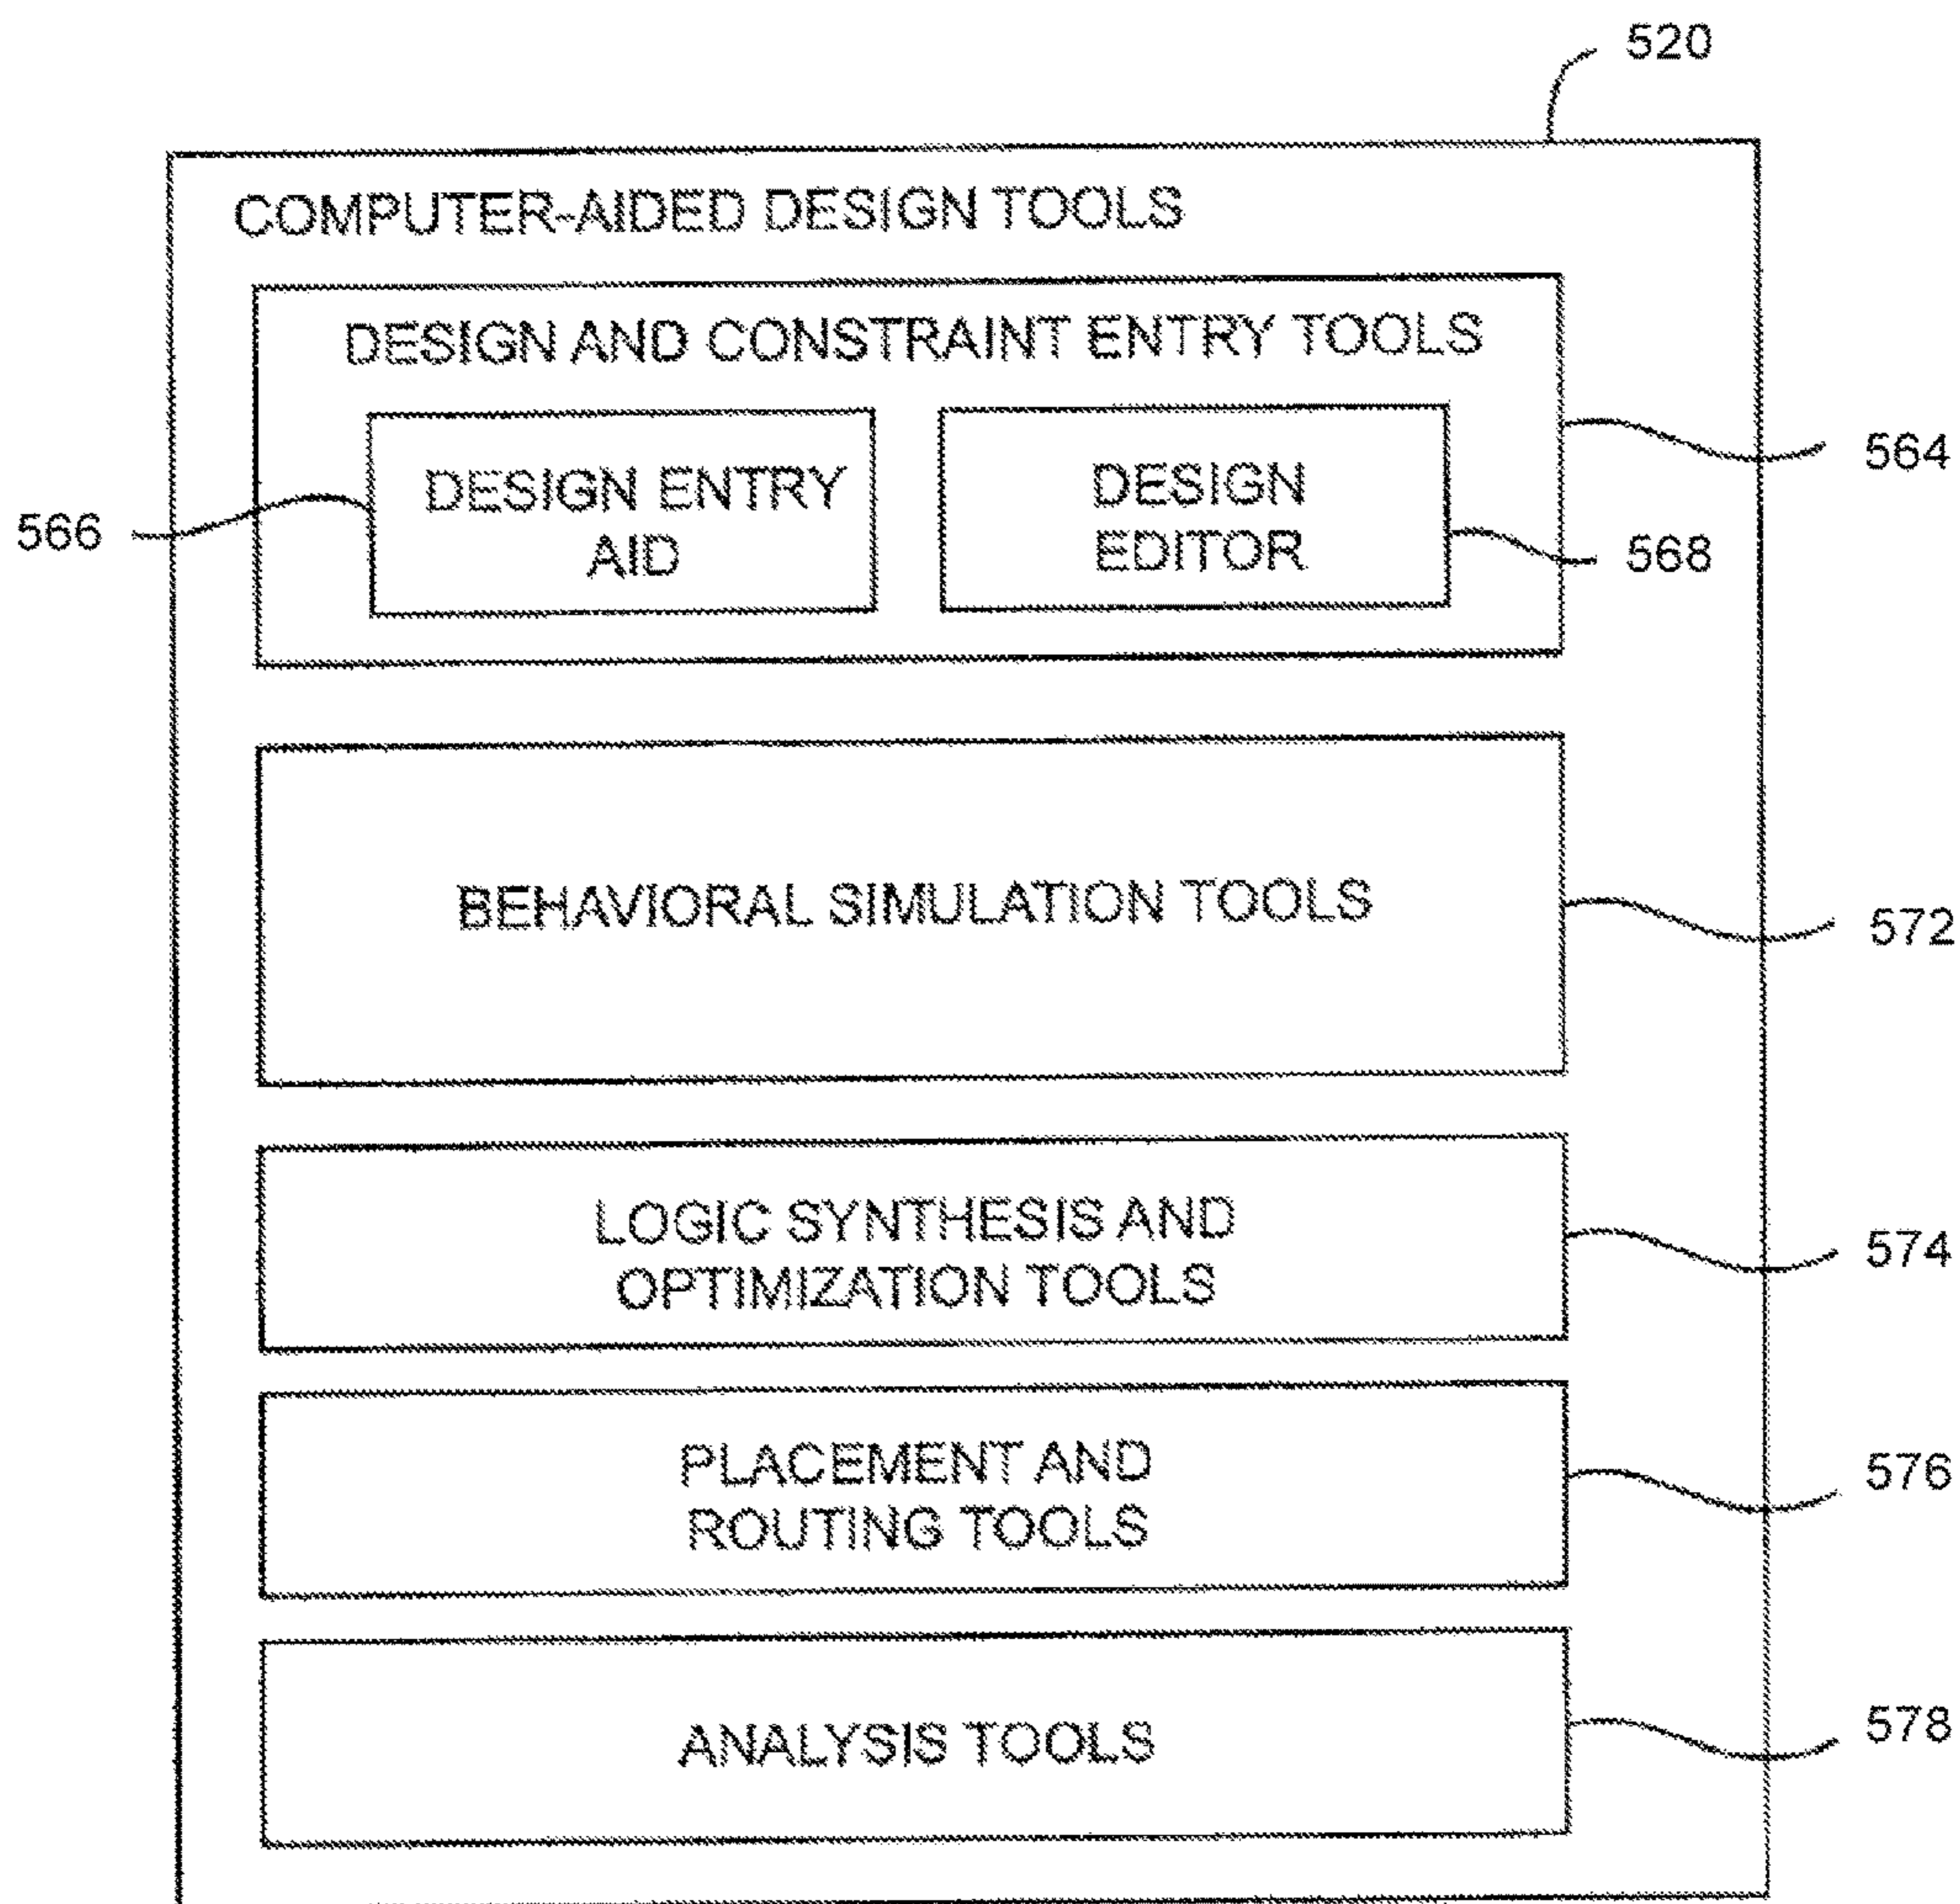 520
COMPUTER-AIDED DESIGN TOOLS
DESIGN AND CONSTRAINT ENTRY TOOLS
564
566
DESIGN ENTRY
AID
DESIGN
EDITOR
568
BEHAVIORAL SIMULATION TOOLS
572
LOGIC SYNTHESIS AND
OPTIMIZATION TOOLS
574
PLACEMENT AND
ROUTING TOOLS
576
ANALYSIS TOOLS
578